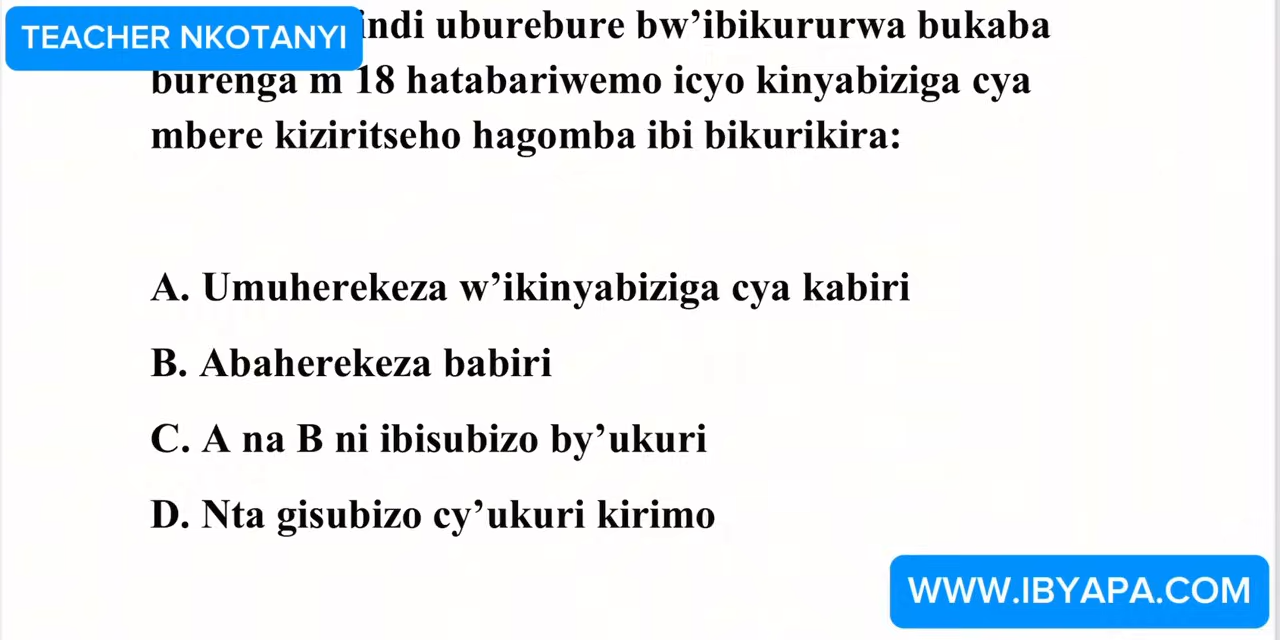 TEACHER NKOTANYI
uburebure bw’ibikururwa bukaba
burenga m 18 hatabariwemo icyo kinyabiziga cya
mbere kiziritseho hagomba ibi bikurikira:
A. Umuherekeza w’ikinyabiziga cya kabiri
B. Abaherekeza babiri
C. A na B ni ibisubizo by’ukuri
D. Nta gisubizo cy’ukuri kirimo
WWW.IBYAPA.COM